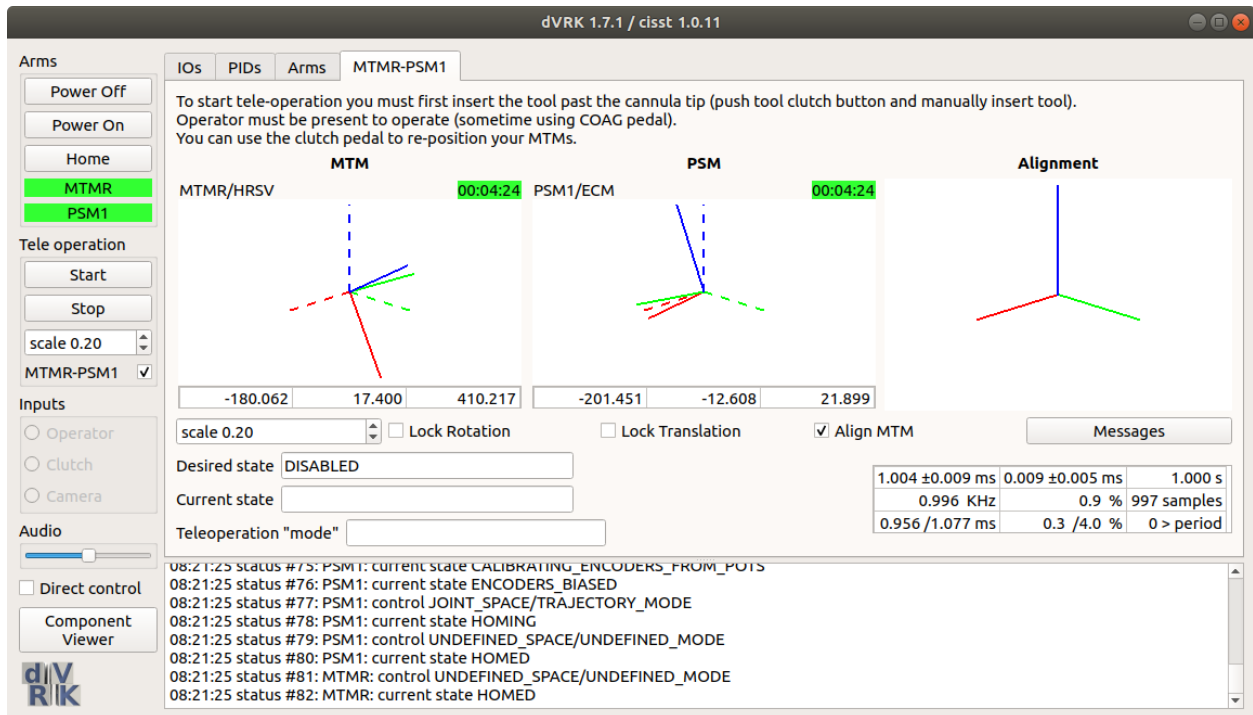 dVRK 1.7.1 / cisst 1.0.11
Arms
Power Off
Power On
Home
MTMR
PSM1
Tele operation
Start
Stop
scale 0.20
MTMR-PSM1
Inputs
Operator
Clutch
Camera
Audio
Direct control
Component
Viewer
dVRK
IOs PIDs Arms MTMR-PSM1
To start tele-operation you must first insert the tool past the cannula tip (push tool clutch button and manually insert tool).
Operator must be present to operate (sometime using COAG pedal).
You can use the clutch pedal to re-position your MTMs.
MTM PSM Alignment
MTMR/HRSV 00:04:24 PSM1/ECM 00:04:24
-180.062 17.400 410.217 -201.451 -12.608 21.899
scale 0.20 Lock Rotation Lock Translation Align MTM Messages
Desired state DISABLED
Current state
Teleoperation "mode"
1.004 ±0.009 ms 0.009 ±0.005 ms 1.000 s
0.996 KHz 0.9 % 997 samples
0.956 /1.077 ms 0.3 /4.0 % 0 > period
08:21:25 status #75: PSM1: current state CALIBRATING_ENCODERS_FROM_POTS
08:21:25 status #76: PSM1: current state ENCODERS_BIASED
08:21:25 status #77: PSM1: control JOINT_SPACE/TRAJECTORY_MODE
08:21:25 status #78: PSM1: current state HOMING
08:21:25 status #79: PSM1: control UNDEFINED_SPACE/UNDEFINED_MODE
08:21:25 status #80: PSM1: current state HOMED
08:21:25 status #81: MTMR: control UNDEFINED_SPACE/UNDEFINED_MODE
08:21:25 status #82: MTMR: current state HOMED